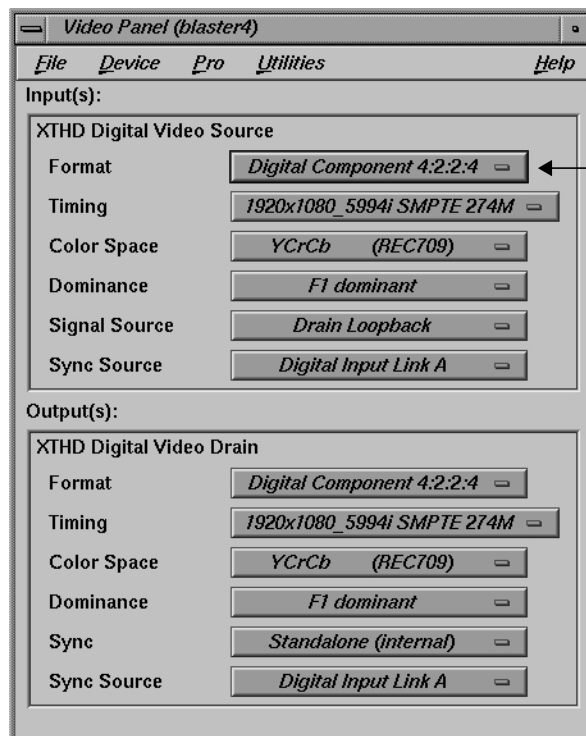 Video Panel (blaster4)
File Device Pro Utilities Help
Input(s):
XTHD Digital Video Source
Format Digital Component 4:2:2:4
Timing 1920x1080_5994i SMPTE 274M
Color Space YCrCb (REC709)
Dominance F1 dominant
Signal Source Drain Loopback
Sync Source Digital Input Link A
Output(s):
XTHD Digital Video Drain
Format Digital Component 4:2:2:4
Timing 1920x1080_5994i SMPTE 274M
Color Space YCrCb (REC709)
Dominance F1 dominant
Sync Standalone (internal)
Sync Source Digital Input Link A